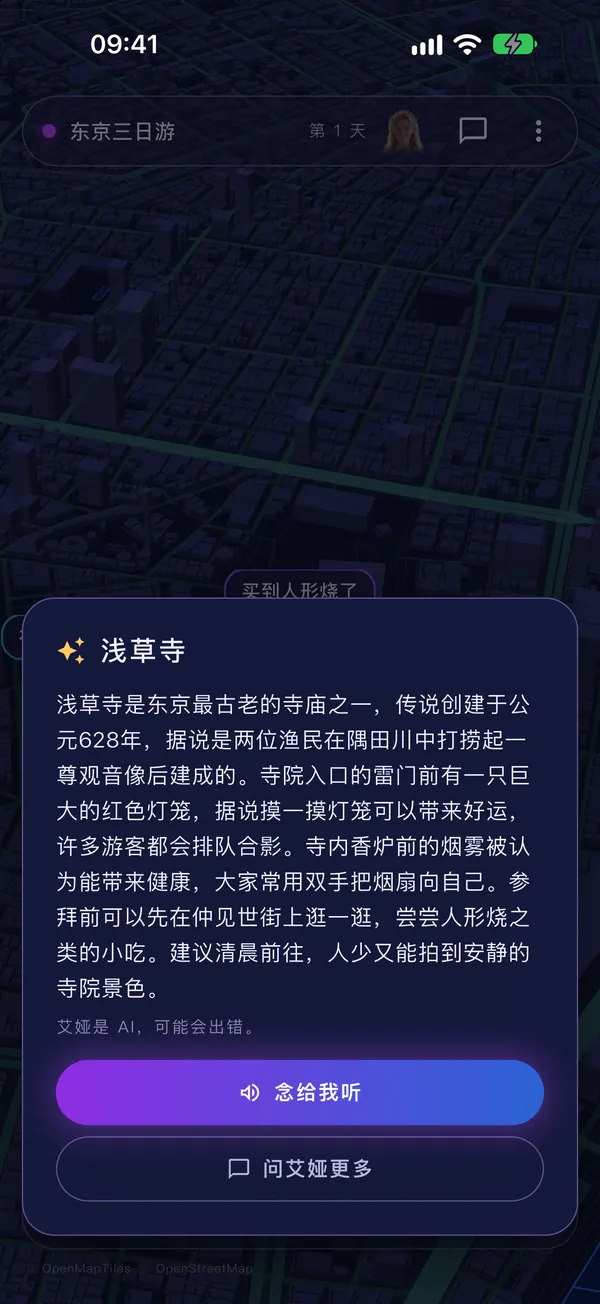 09:41
东京三日游
第 1 天
买到人形烧了
浅草寺
浅草寺是东京最古老的寺庙之一，传说创建于公
元628年，据说是两位渔民在隅田川中打捞起一
尊观音像后建成的。寺院入口的雷门前有一只巨
大的红色灯笼，据说摸一摸灯笼可以带来好运，
许多游客都会排队合影。寺内香炉前的烟雾被认
为能带来健康，大家常用双手把烟扇向自己。参
拜前可以先在仲见世街上逛一逛，尝尝人形烧之
类的小吃。建议清晨前往，人少又能拍到安静的
寺院景色。
艾娅是 AI，可能会出错。
念给我听
问艾娅更多
© OpenMapTiles © OpenStreetMap